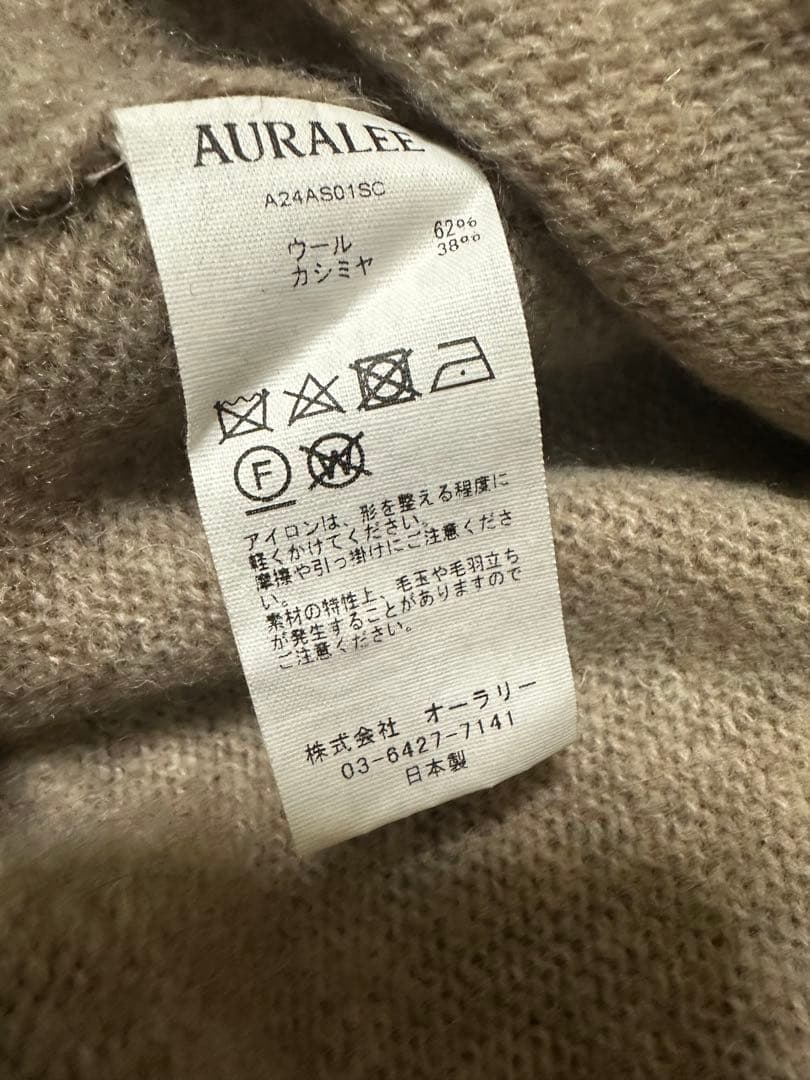 AURALEE
A24AS01SC
ウール 62%
カシミヤ 38%
F
W
アイロンは、形を整える程度に
軽くかけてください。
摩擦や引っ掛けにご注意くださ
い。
素材の特性上、毛玉や毛羽立ち
が発生することがありますので
ご注意ください。
株式会社 オーラリー
03-6427-7141
日本製